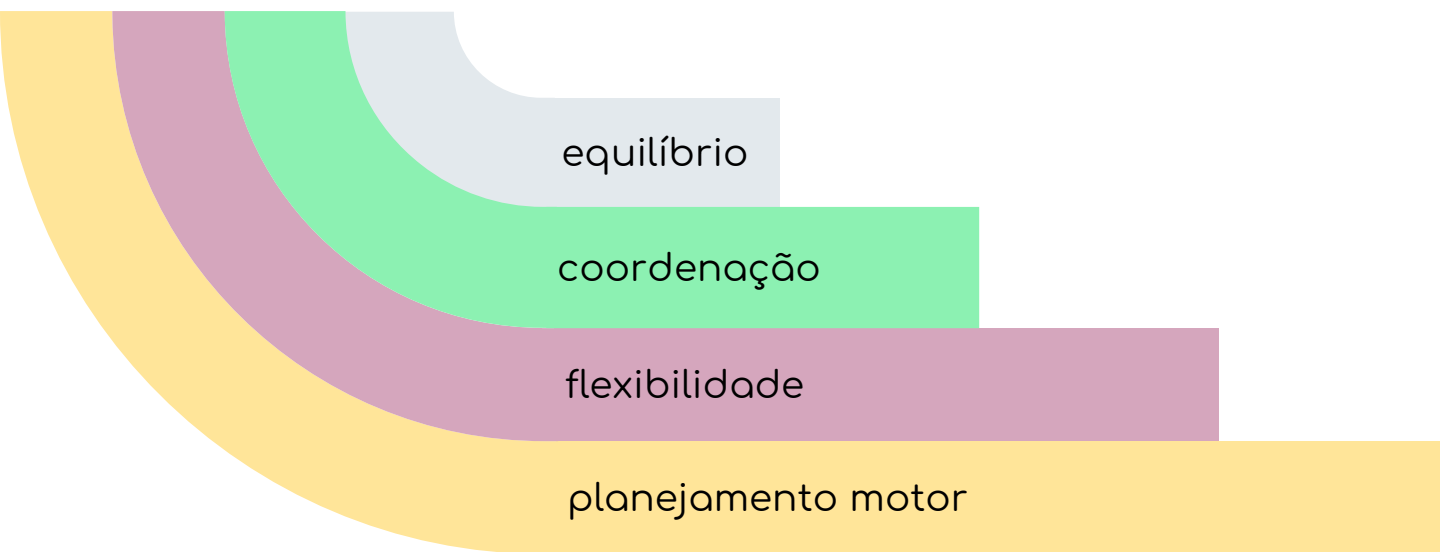 equilíbrio
coordenação
flexibilidade
planejamento motor